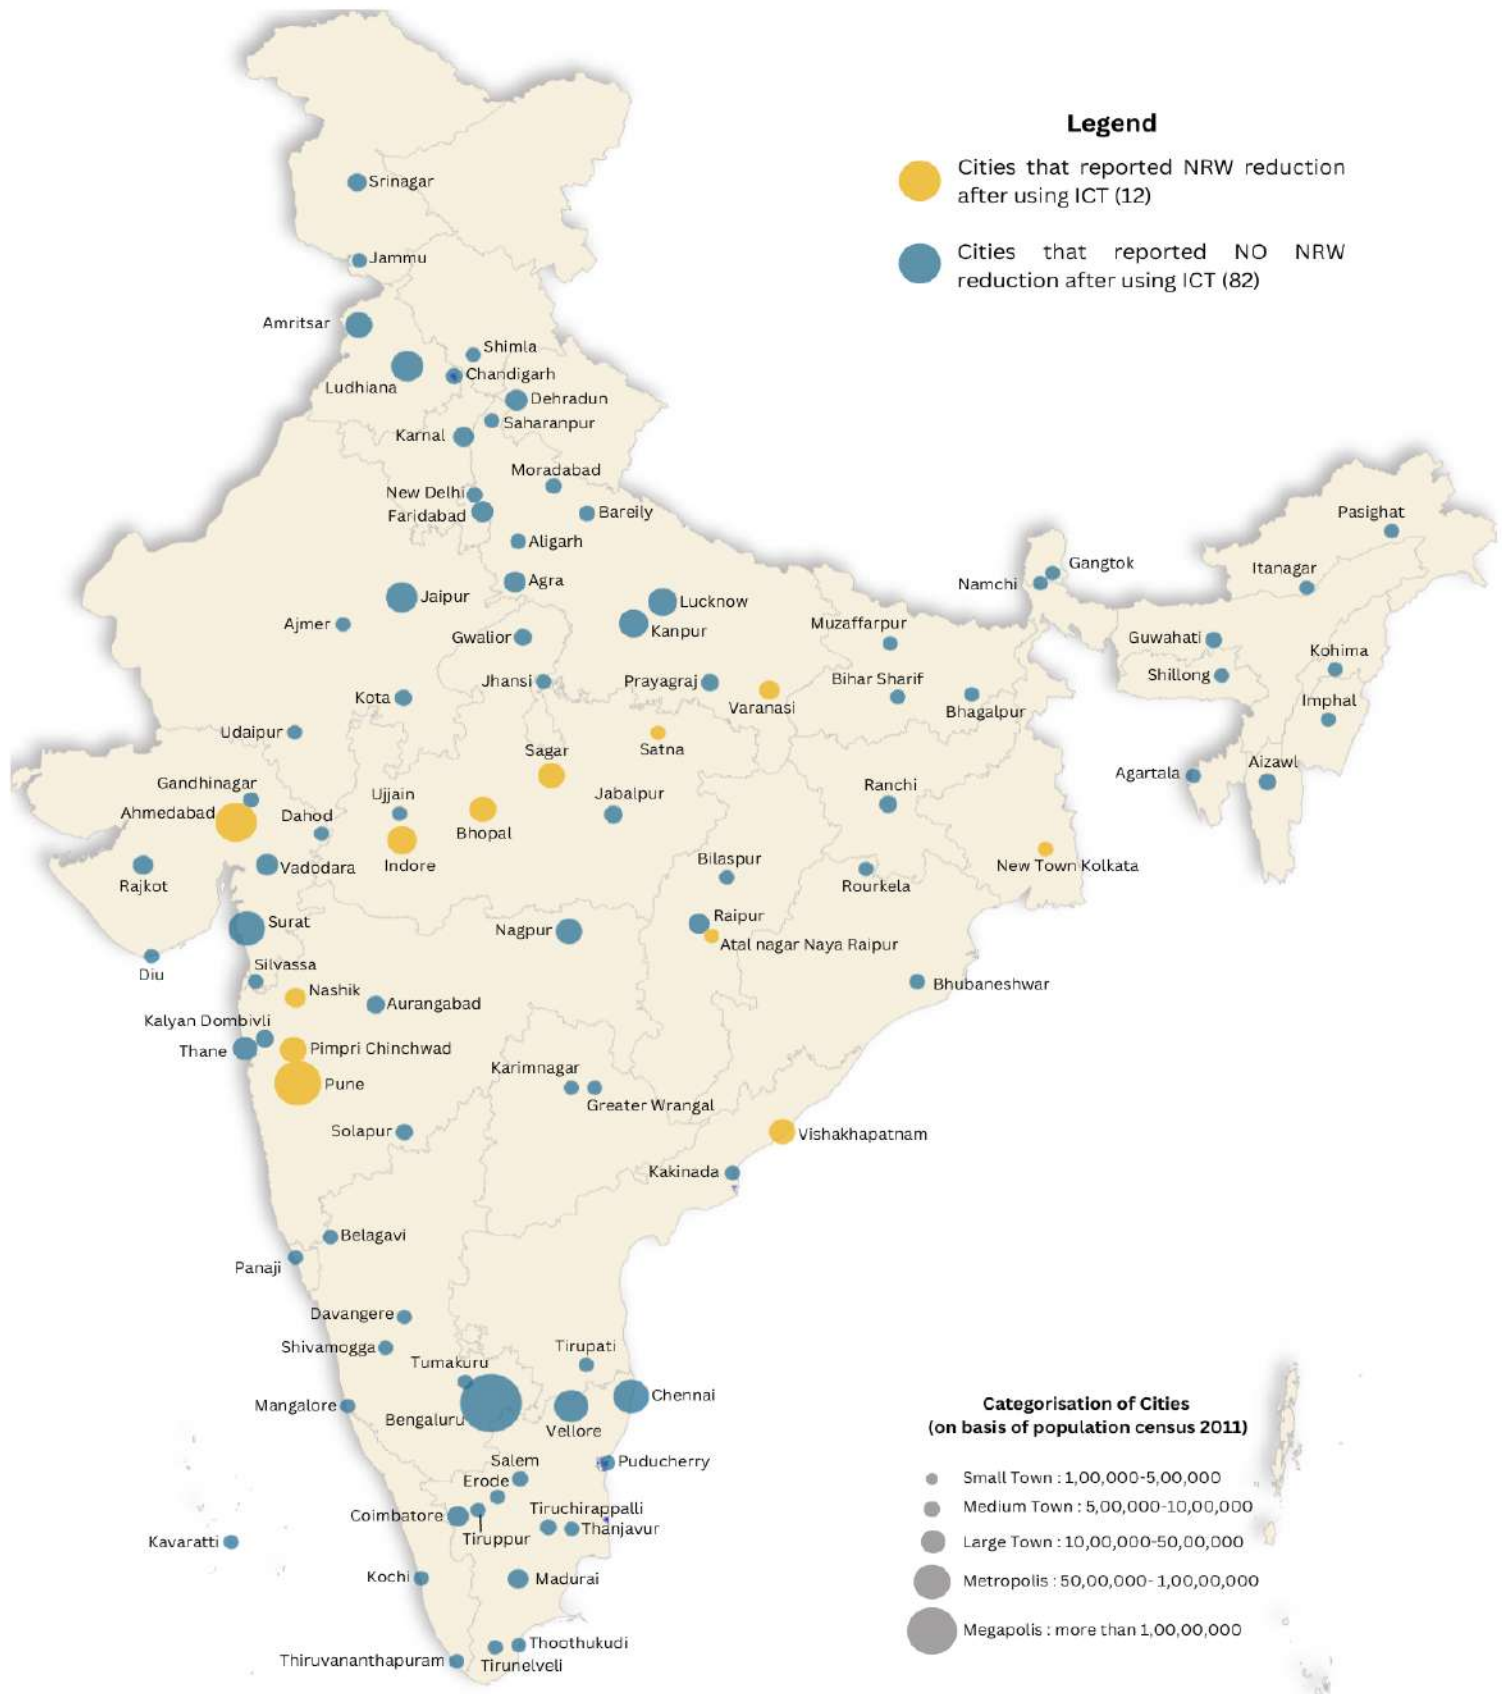 Legend
Cities that reported NRW reduction
after using ICT (12)
Cities that reported NO NRW
reduction after using ICT (82)
Srinagar
Jammu
Amritsar
Shimla
Chandigarh
Ludhiana
Dehradun
Saharanpur
Karnal
Moradabad
New Delhi
Faridabad
Bareily
Pasighat
Aligarh
Gangtok
Itanagar
Namchi
Agra
Jaipur
Lucknow
Ajmer
Kanpur
Muzaffarpur
Gwalior
Guwahati
Kohima
Jhansi
Prayagraj
Bihar Sharif
Shillong
Kota
Varanasi
Bhagalpur
Imphal
Udaipur
Sagar
Satna
Agartala
Aizawl
Gandhinagar
Ujjain
Jabalpur
Ranchi
Ahmedabad
Dahod
Bhopal
Indore
Bilaspur
New Town Kolkata
Vadodara
Rajkot
Rourkela
Surat
Nagpur
Raipur
Atal nagar Naya Raipur
Silvassa
Diu
Bhubaneshwar
Nashik
Aurangabad
Kalyan Dombivli
Thane
Pimpri Chinchwad
Karimnagar
Pune
Greater Wrangal
Solapur
Vishakhapatnam
Kakinada
Belagavi
Panaji
Davangere
Shivamogga
Tirupati
Tumakuru
Chennai
Mangalore
Bengaluru
Vellore
Salem
Puducherry
Erode
Coimbatore
Tiruchirappalli
Thanjavur
Tiruppur
Kavaratti
Kochi
Madurai
Thoothukudi
Thiruvananthapuram
Tirunelveli
Categorisation of Cities
(on basis of population census 2011)
Small Town : 1,00,000-5,00,000
Medium Town : 5,00,000-10,00,000
Large Town : 10,00,000-50,00,000
Metropolis : 50,00,000- 1,00,00,000
Megapolis : more than 1,00,00,000